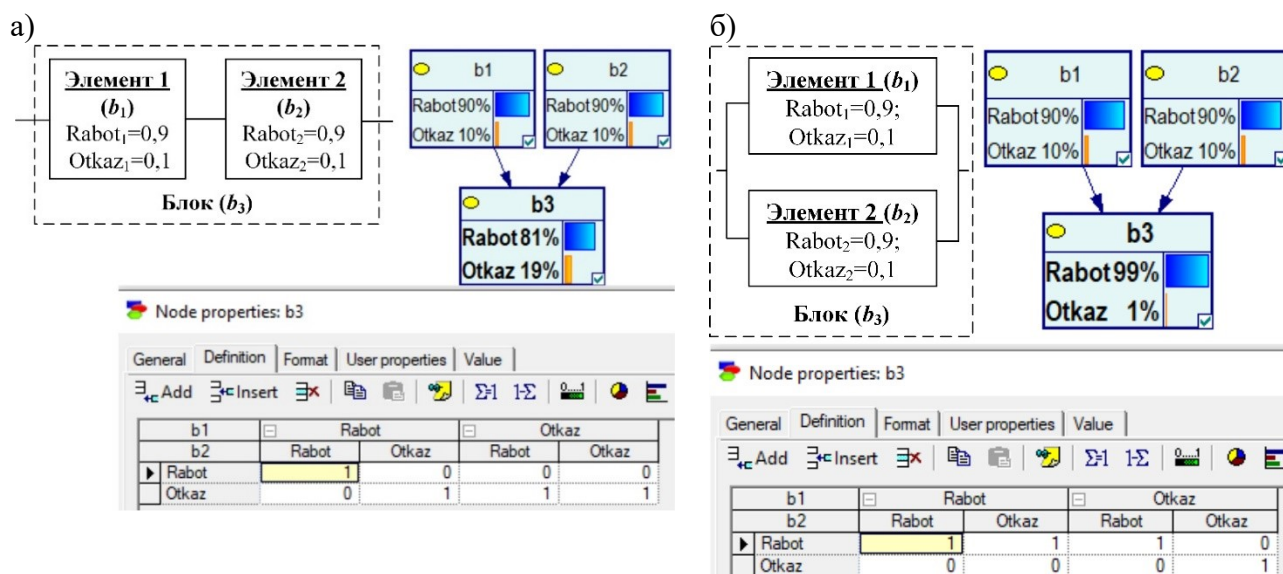 а)
Элемент 1
(b₁)
Rabot₁=0,9
Otkaz₁=0,1
Элемент 2
(b₂)
Rabot₂=0,9
Otkaz₂=0,1
Блок (b₃)
b1
Rabot 90%
Otkaz 10%
b2
Rabot 90%
Otkaz 10%
b3
Rabot 81%
Otkaz 19%
Node properties: b3
General Definition Format User properties Value
Add Insert Σ=1 1-Σ
b1 Rabot Otkaz
b2 Rabot Otkaz Rabot Otkaz
Rabot 1 0 0 0
Otkaz 0 1 1 1
б)
Элемент 1 (b₁)
Rabot₁=0,9;
Otkaz₁=0,1
Элемент 2 (b₂)
Rabot₂=0,9;
Otkaz₂=0,1
Блок (b₃)
b1
Rabot 90%
Otkaz 10%
b2
Rabot 90%
Otkaz 10%
b3
Rabot 99%
Otkaz 1%
Node properties: b3
General Definition Format User properties Value
Add Insert Σ=1 1-Σ
b1 Rabot Otkaz
b2 Rabot Otkaz Rabot Otkaz
Rabot 1 1 1 0
Otkaz 0 0 0 1